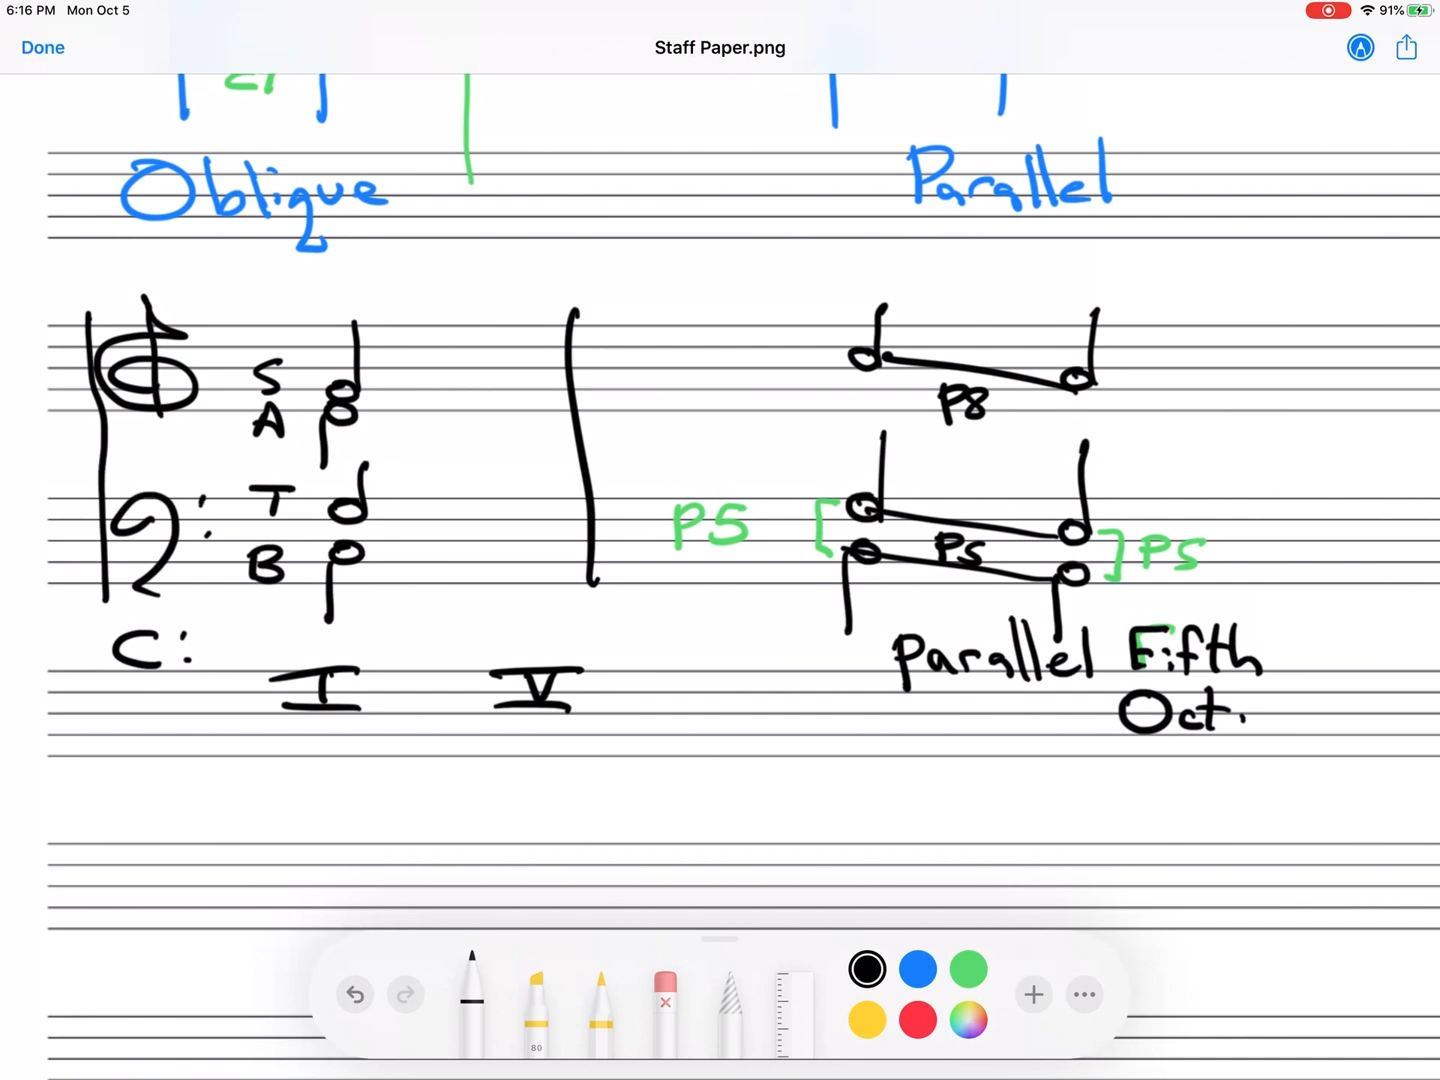 6:16 PM Mon Oct 5
91%
Done
Staff Paper.png
Oblique
Parallel
S
A
P8
T
P5
P5
P5
B
C:
I V
Parallel Fifth
Oct.
80